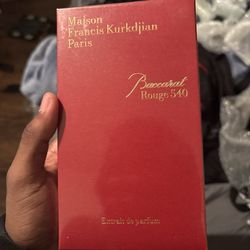 Maison
Francis Kurkdjian
Paris
Baccarat
Rouge 540
Extrait de parfum